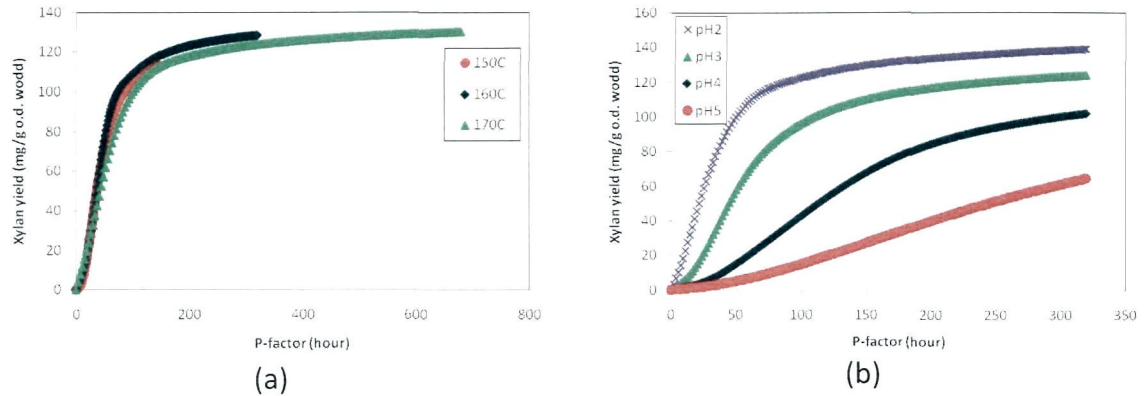 140
120
100
80
60
40
20
0
Xylan yield (mg/g o.d. wodd)
0 200 400 600 800
P-factor (hour)
150C
160C
170C
(a)
160
140
120
100
80
60
40
20
0
Xylan yield (mg/g o.d. wodd)
0 50 100 150 200 250 300 350
P-factor (hour)
pH2
pH3
pH4
pH5
(b)